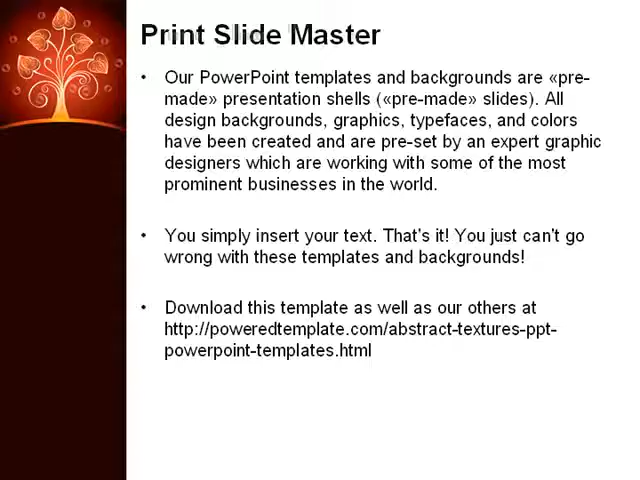 Print Slide Master
• Our PowerPoint templates and backgrounds are «pre-
made» presentation shells («pre-made» slides). All
design backgrounds, graphics, typefaces, and colors
have been created and are pre-set by an expert graphic
designers which are working with some of the most
prominent businesses in the world.
• You simply insert your text. That's it! You just can't go
wrong with these templates and backgrounds!
• Download this template as well as our others at
http://poweredtemplate.com/abstract-textures-ppt-
powerpoint-templates.html